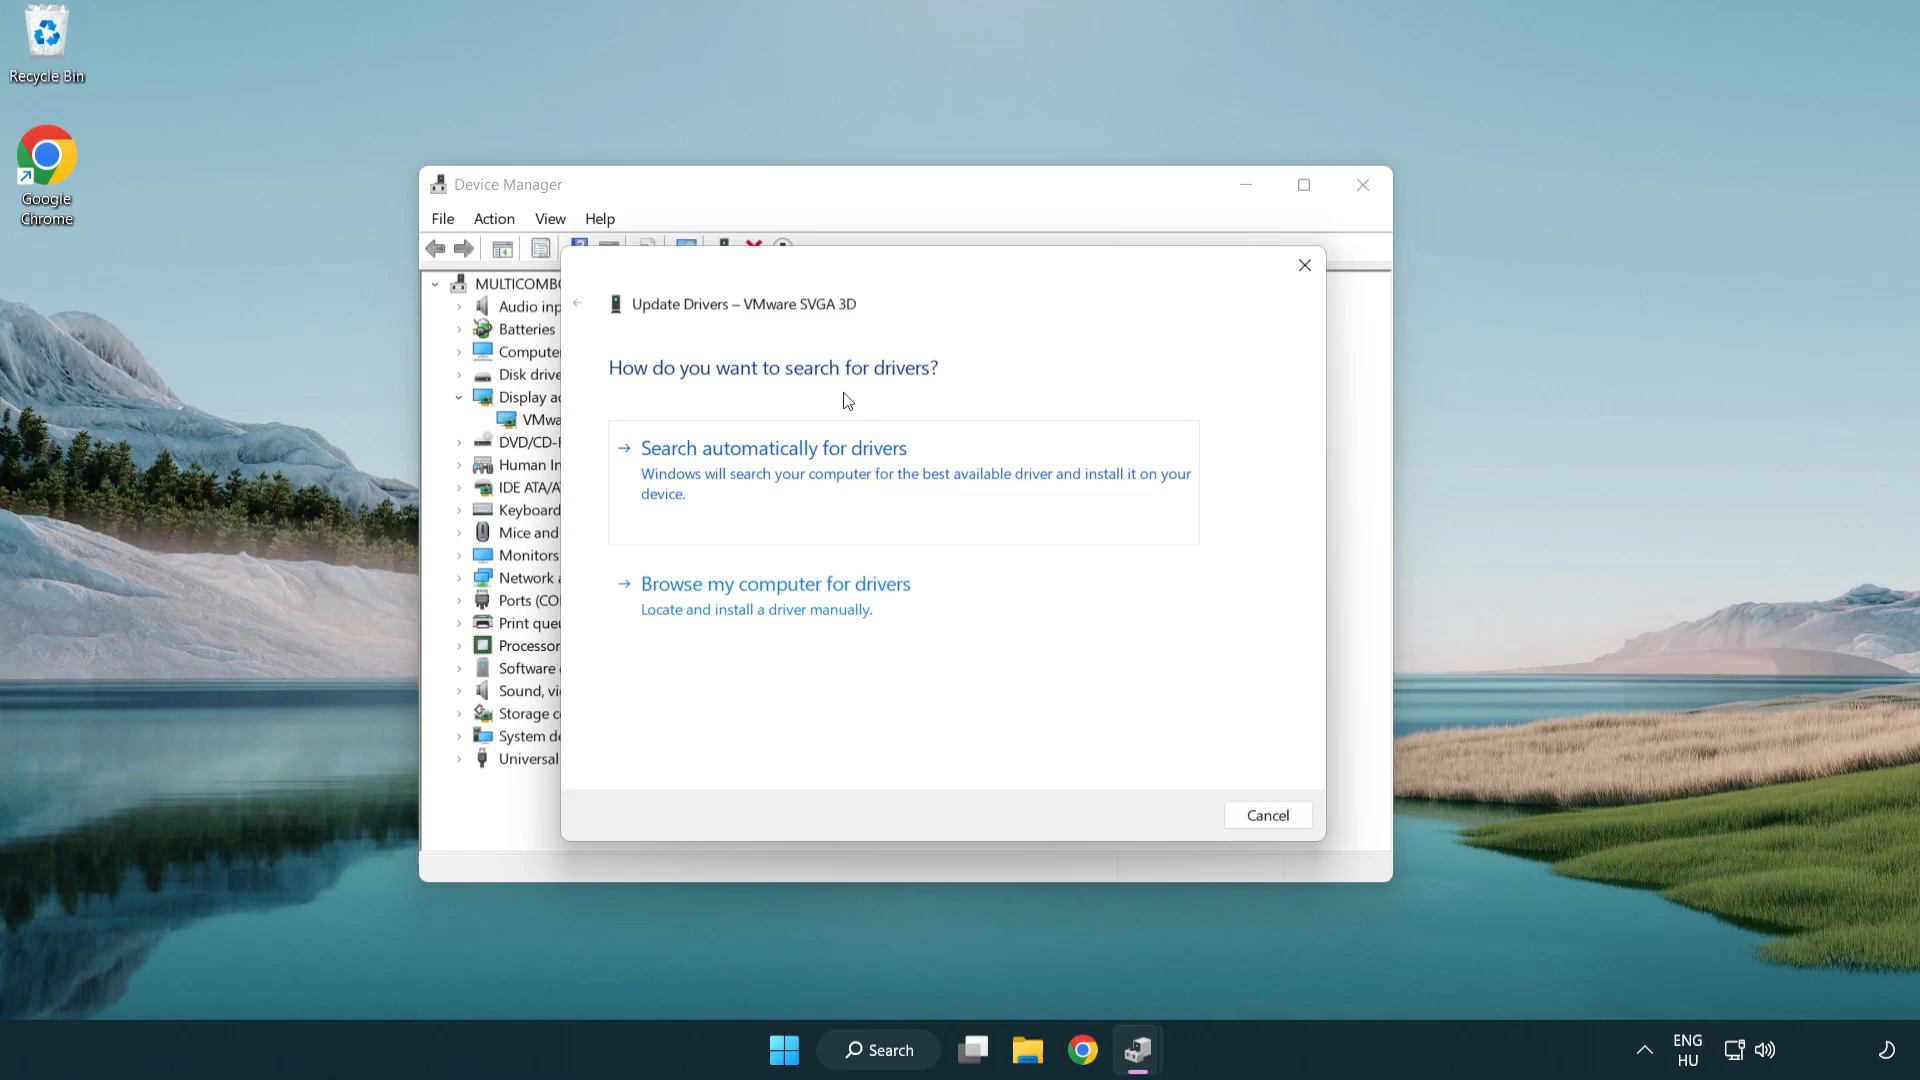 Recycle Bin
Google
Chrome
Device Manager
File Action View Help
MULTICOMBO
Audio inp
Batteries
Compute
Disk drive
Display a
VMwa
DVD/CD-
Human In
IDE ATA/A
Keyboard
Mice and
Monitors
Network a
Ports (CO
Print que
Processor
Software
Sound, vi
Storage c
System de
Universal
Update Drivers – VMware SVGA 3D
How do you want to search for drivers?
Search automatically for drivers
Windows will search your computer for the best available driver and install it on your
device.
Browse my computer for drivers
Locate and install a driver manually.
Cancel
Search
ENG
HU